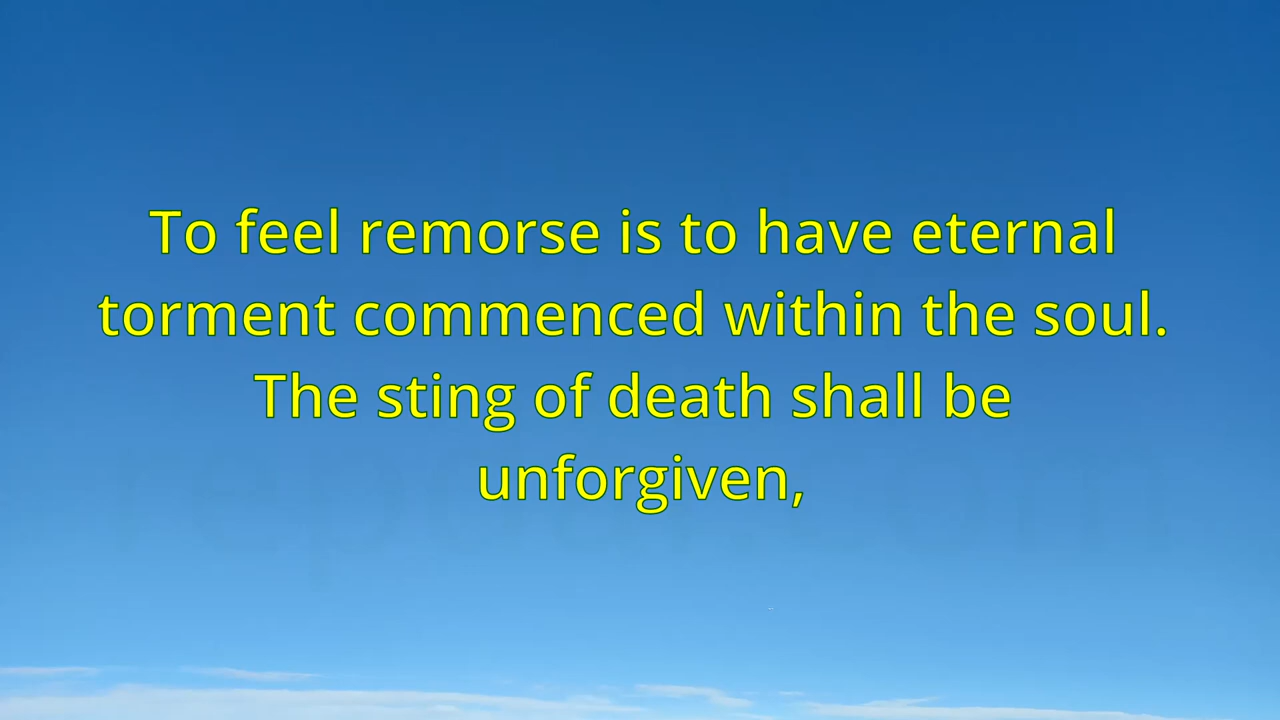 To feel remorse is to have eternal
torment commenced within the soul.
The sting of death shall be
unforgiven,